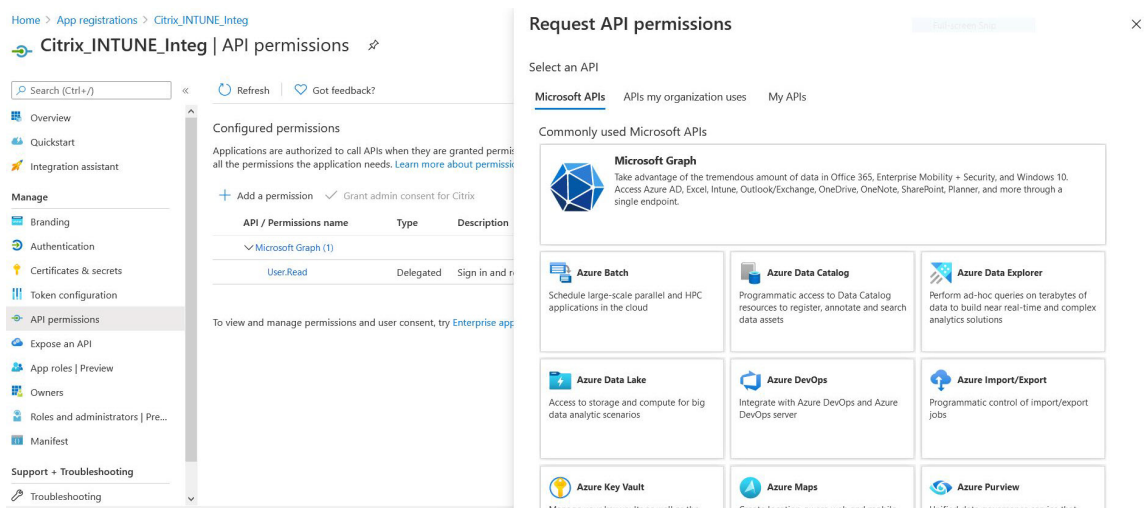 Home > App registrations > Citrix_INTUNE_Integ
Citrix_INTUNE_Integ | API permissions
Search (Ctrl+/)
«
Overview
Quickstart
Integration assistant
Manage
Branding
Authentication
Certificates & secrets
Token configuration
API permissions
Expose an API
App roles | Preview
Owners
Roles and administrators | Pre...
Manifest
Support + Troubleshooting
Troubleshooting
Refresh
Got feedback?
Configured permissions
Applications are authorized to call APIs when they are granted permis
all the permissions the application needs. Learn more about permissio
Add a permission
Grant admin consent for Citrix
API / Permissions name Type Description
Microsoft Graph (1)
User.Read Delegated Sign in and r
To view and manage permissions and user consent, try Enterprise app
Request API permissions
Select an API
Microsoft APIs APIs my organization uses My APIs
Commonly used Microsoft APIs
Microsoft Graph
Take advantage of the tremendous amount of data in Office 365, Enterprise Mobility + Security, and Windows 10.
Access Azure AD, Excel, Intune, Outlook/Exchange, OneDrive, OneNote, SharePoint, Planner, and more through a
single endpoint.
Azure Batch
Schedule large-scale parallel and HPC
applications in the cloud
Azure Data Catalog
Programmatic access to Data Catalog
resources to register, annotate and search
data assets
Azure Data Explorer
Perform ad-hoc queries on terabytes of
data to build near real-time and complex
analytics solutions
Azure Data Lake
Access to storage and compute for big
data analytic scenarios
Azure DevOps
Integrate with Azure DevOps and Azure
DevOps server
Azure Import/Export
Programmatic control of import/export
jobs
Azure Key Vault
Azure Maps
Azure Purview